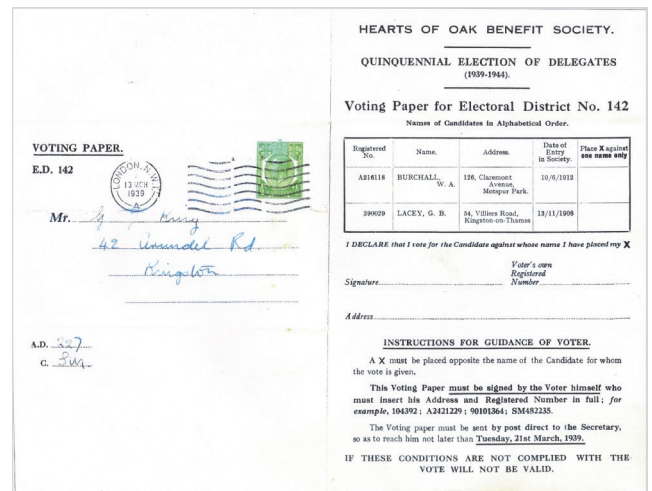 VOTING PAPER.
E.D. 142
LONDON. N.W.1
13 MCH
1939
A
Mr.
42 Arundel Rd.
Kingston
A.D. 227
C.
HEARTS OF OAK BENEFIT SOCIETY.
QUINQUENNIAL ELECTION OF DELEGATES
(1939-1944).
Voting Paper for Electoral District No. 142
Names of Candidates in Alphabetical Order.
Registered No. Name. Address. Date of Entry in Society. Place X against one name only
A216118 BURCHALL, W. A. 126, Claremont Avenue, Motspur Park. 10/6/1912
390029 LACEY, G. B. 54, Villiers Road, Kingston-on-Thames 13/11/1908
I DECLARE that I vote for the Candidate against whose name I have placed my X
Signature Voter's own Registered Number
Address
INSTRUCTIONS FOR GUIDANCE OF VOTER.
A X must be placed opposite the name of the Candidate for whom
the vote is given.
This Voting Paper must be signed by the Voter himself who
must insert his Address and Registered Number in full; for
example, 104392; A2421229; 90101364; SM482235.
The Voting paper must be sent by post direct to the Secretary,
so as to reach him not later than Tuesday, 21st March, 1939.
IF THESE CONDITIONS ARE NOT COMPLIED WITH THE
VOTE WILL NOT BE VALID.